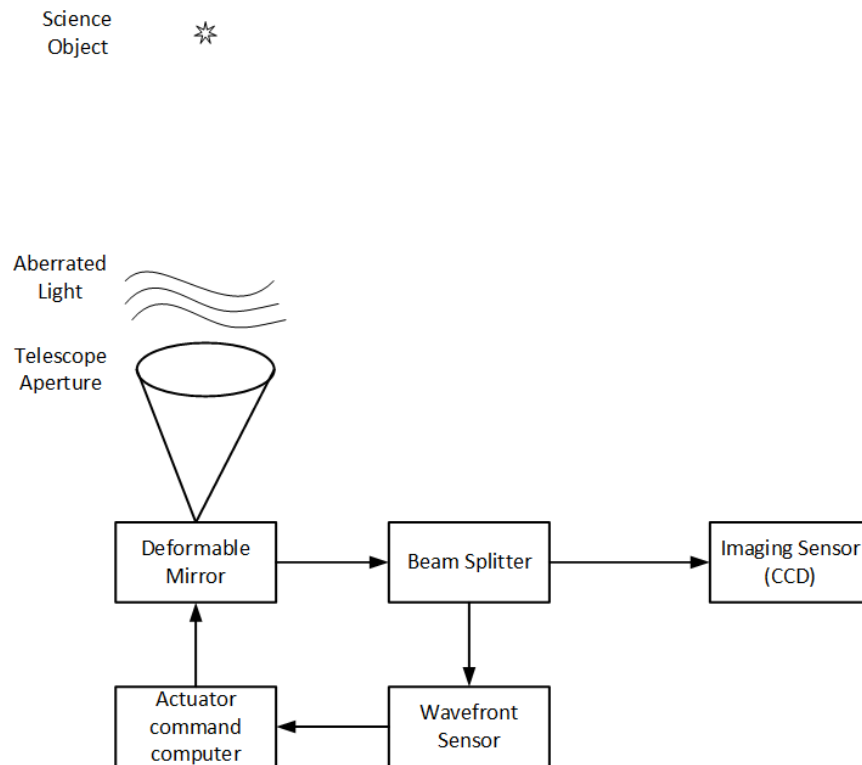 Science
Object
Aberrated
Light
Telescope
Aperture
Deformable
Mirror
Beam Splitter
Imaging Sensor
(CCD)
Actuator
command
computer
Wavefront
Sensor